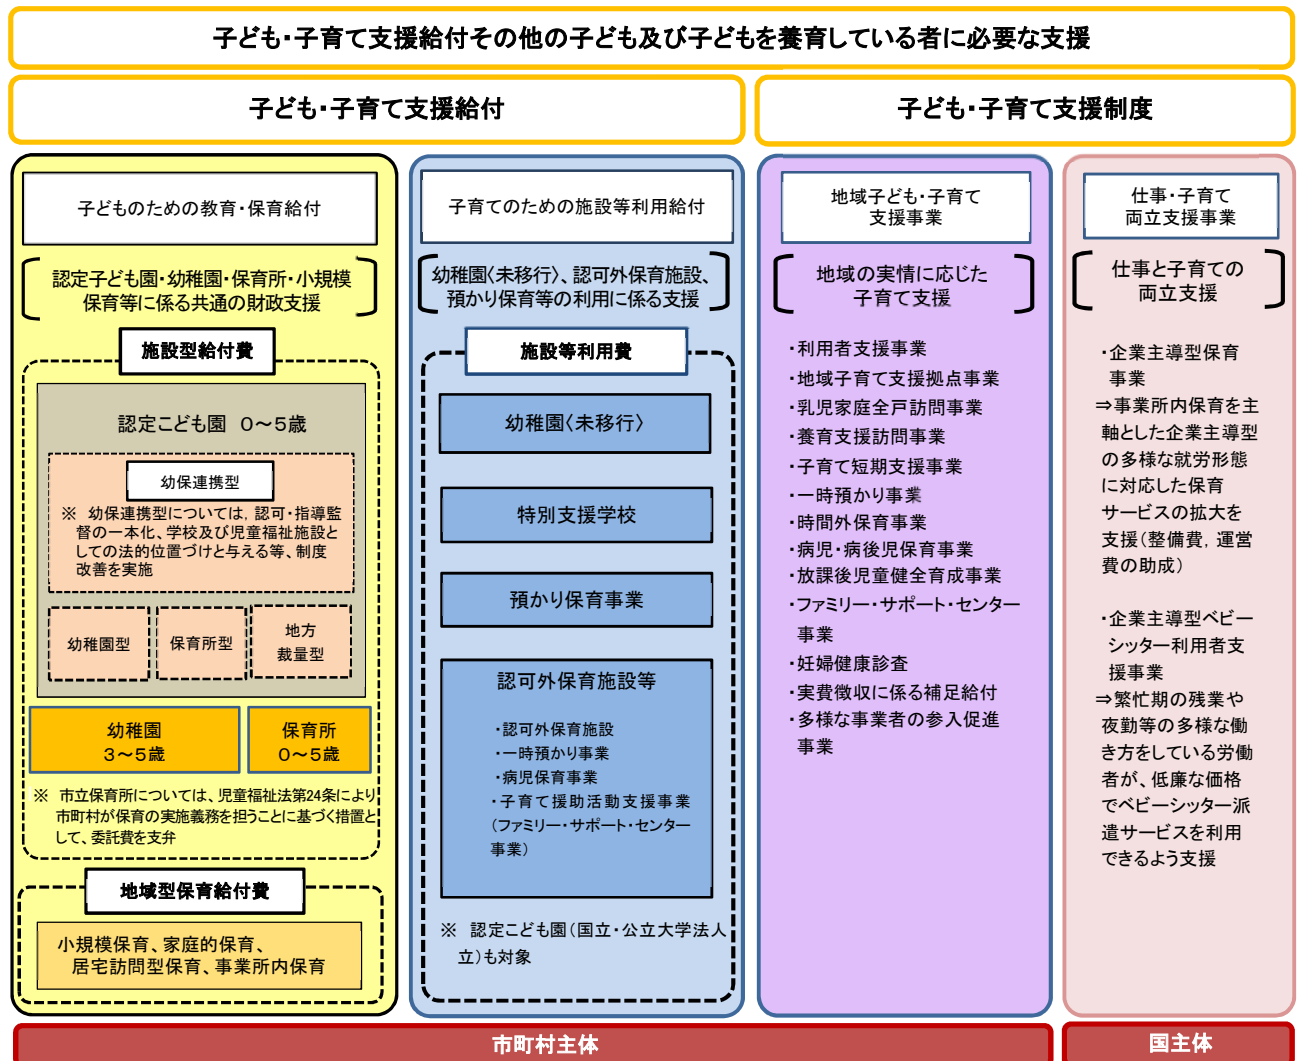 子ども・子育て支援給付その他の子ども及び子どもを養育している者に必要な支援
子ども・子育て支援給付
子ども・子育て支援制度
子どものための教育・保育給付
認定子ども園・幼稚園・保育所・小規模
保育等に係る共通の財政支援
施設型給付費
認定こども園　０～５歳
幼保連携型
※　幼保連携型については，認可・指導監
督の一本化、学校及び児童福祉施設と
しての法的位置づけと与える等、制度
改善を実施
幼稚園型
保育所型
地方
裁量型
幼稚園
３～５歳
保育所
０～５歳
※　市立保育所については、児童福祉法第24条により
市町村が保育の実施義務を担うことに基づく措置と
して、委託費を支弁
地域型保育給付費
小規模保育、家庭的保育、
居宅訪問型保育、事業所内保育
子育てのための施設等利用給付
幼稚園〈未移行〉、認可外保育施設、
預かり保育等の利用に係る支援
施設等利用費
幼稚園〈未移行〉
特別支援学校
預かり保育事業
認可外保育施設等
・認可外保育施設
・一時預かり事業
・病児保育事業
・子育て援助活動支援事業
（ファミリー・サポート・センター
事業）
※　認定こども園（国立・公立大学法人
立）も対象
地域子ども・子育て
支援事業
地域の実情に応じた
子育て支援
・利用者支援事業
・地域子育て支援拠点事業
・乳児家庭全戸訪問事業
・養育支援訪問事業
・子育て短期支援事業
・一時預かり事業
・時間外保育事業
・病児・病後児保育事業
・放課後児童健全育成事業
・ファミリー・サポート・センター
事業
・妊婦健康診査
・実費徴収に係る補足給付
・多様な事業者の参入促進
事業
仕事・子育て
両立支援事業
仕事と子育ての
両立支援
・企業主導型保育
事業
⇒事業所内保育を主
軸とした企業主導型
の多様な就労形態
に対応した保育
サービスの拡大を
支援（整備費，運営
費の助成）
・企業主導型ベビー
シッター利用者支
援事業
⇒繁忙期の残業や
夜勤等の多様な働
き方をしている労働
者が、低廉な価格
でベビーシッター派
遣サービスを利用
できるよう支援
市町村主体
国主体